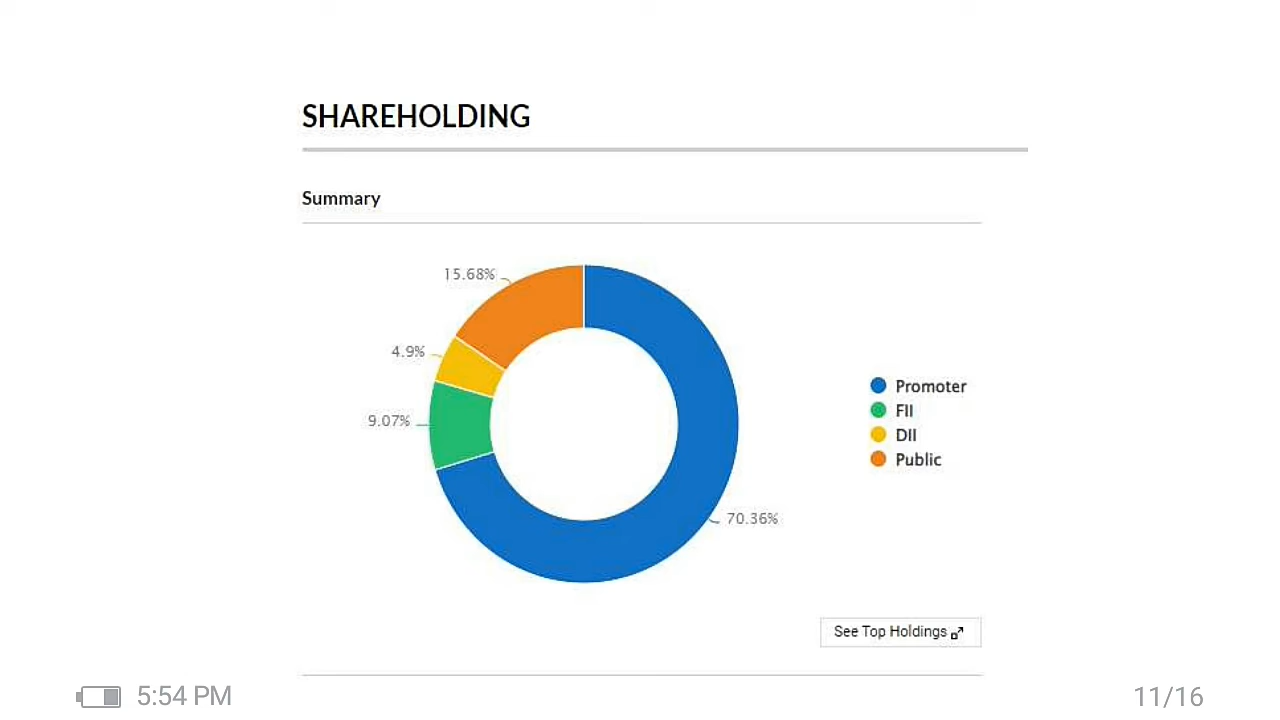 SHAREHOLDING
Summary
15.68%
4.9%
9.07%
70.36%
Promoter
FII
DII
Public
See Top Holdings
5:54 PM
11/16